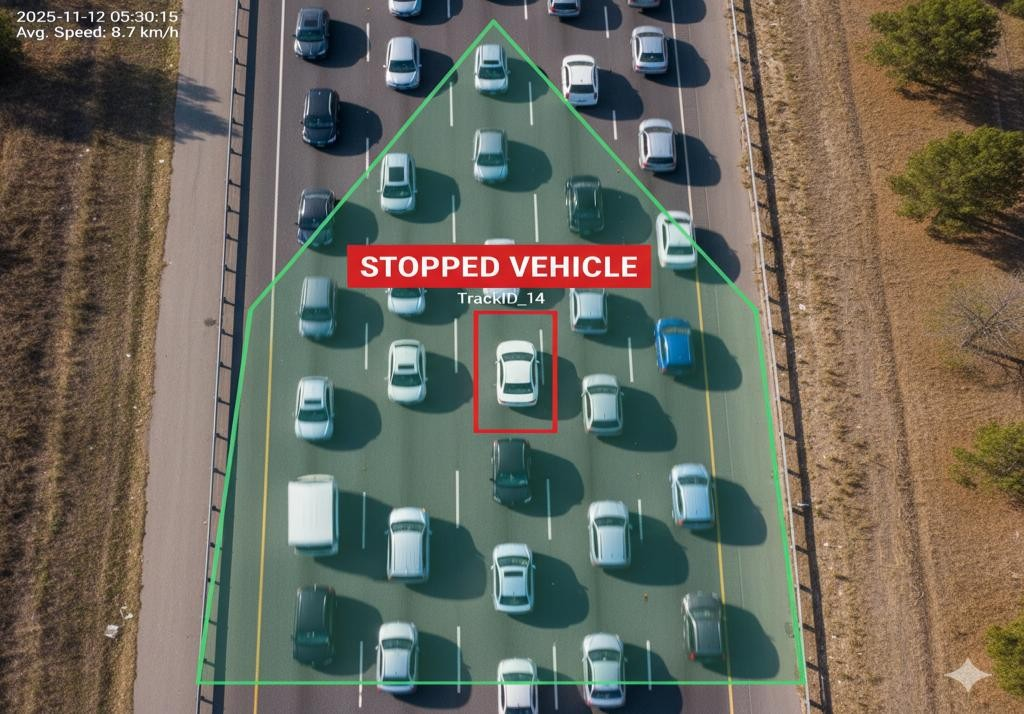 2025-11-12 05:30:15
Avg. Speed: 8.7 km/h
STOPPED VEHICLE
TrackID_14